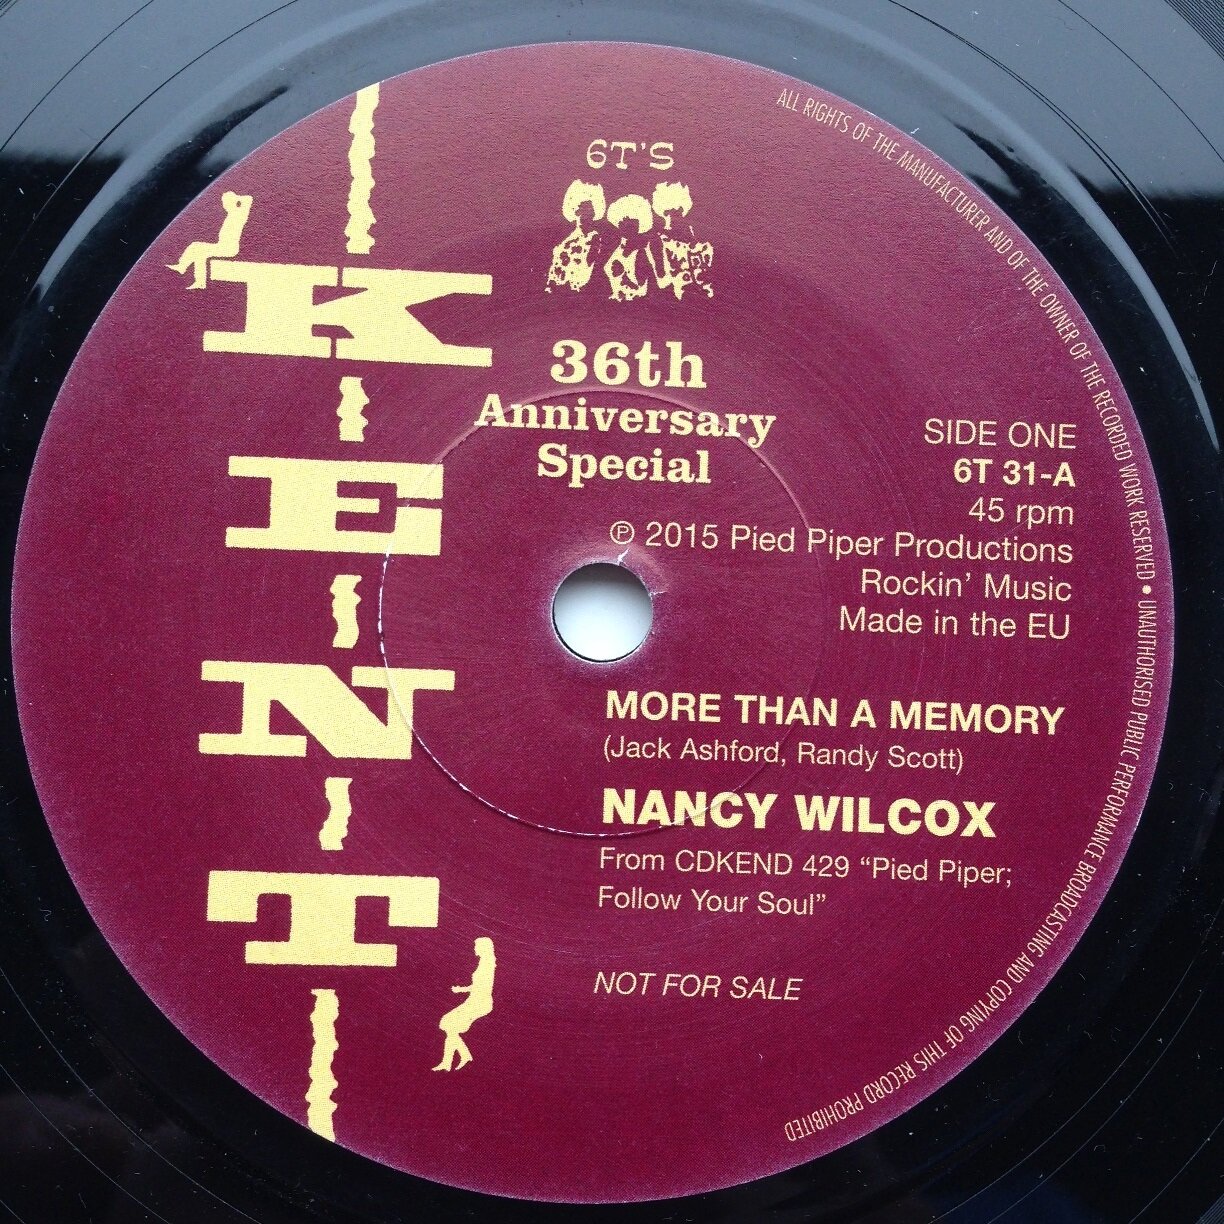 6T'S
36th
Anniversary
Special
KENT
SIDE ONE
6T 31-A
45 rpm
℗ 2015 Pied Piper Productions
Rockin' Music
Made in the EU
MORE THAN A MEMORY
(Jack Ashford, Randy Scott)
NANCY WILCOX
From CDKEND 429 “Pied Piper;
Follow Your Soul”
NOT FOR SALE
ALL RIGHTS OF THE MANUFACTURER AND OF THE OWNER OF THE RECORDED WORK RESERVED • UNAUTHORISED PUBLIC PERFORMANCE BROADCASTING AND COPYING OF THIS RECORD PROHIBITED